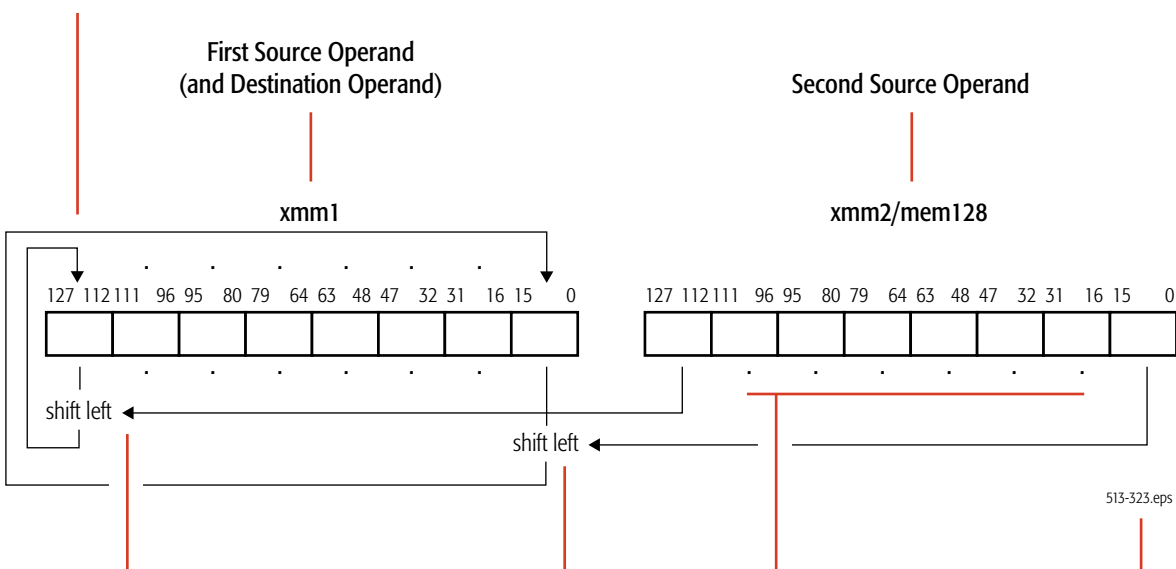 First Source Operand
(and Destination Operand)
Second Source Operand
xmm1
xmm2/mem128
127 112 111 96 95 80 79 64 63 48 47 32 31 16 15 0
127 112 111 96 95 80 79 64 63 48 47 32 31 16 15 0
shift left
shift left
513-323.eps